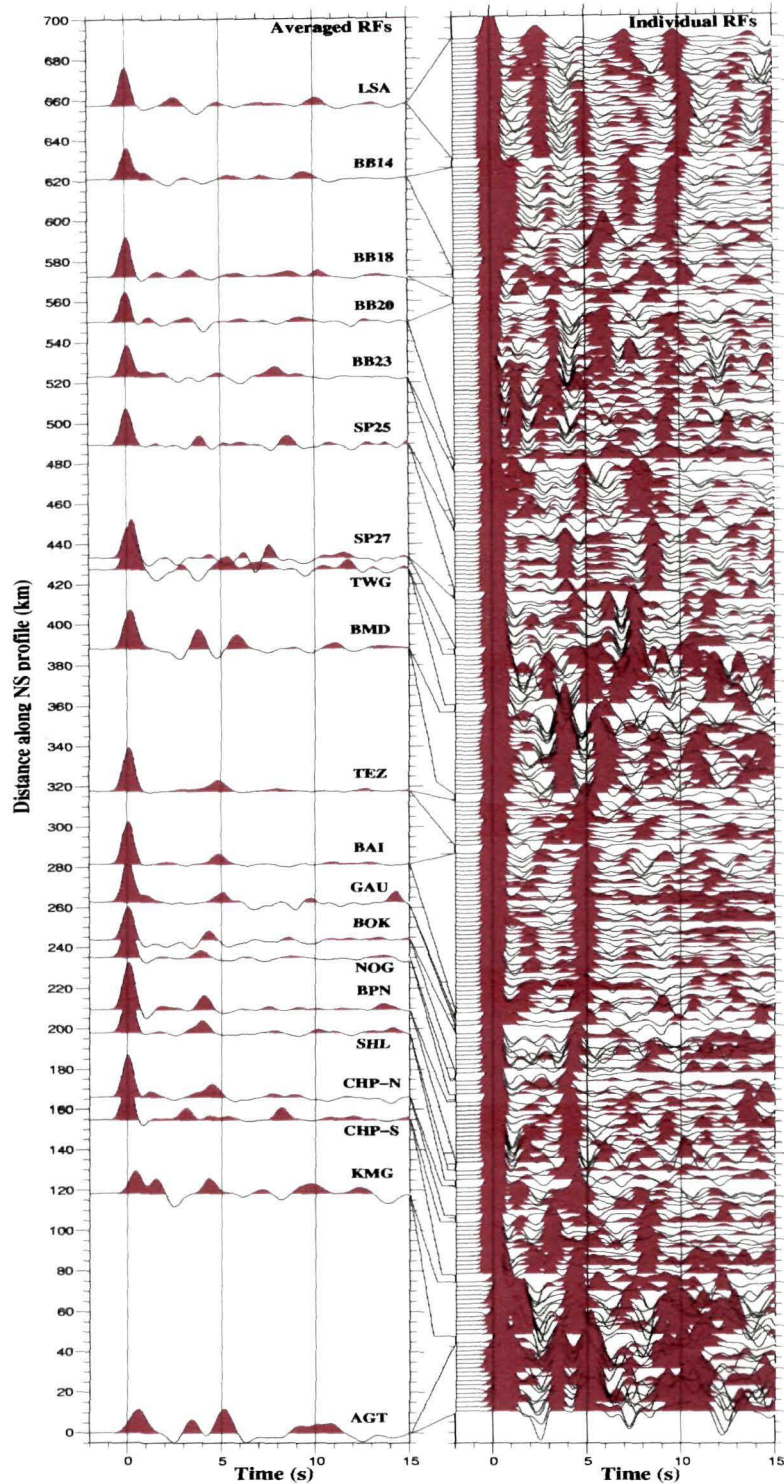 Averaged RFs
Individual RFs
700
680
660
640
620
600
580
560
540
520
500
480
460
440
420
400
380
360
340
320
300
280
260
240
220
200
180
160
140
120
100
80
60
40
20
0
Distance along NS profile (km)
LSA
BB14
BB18
BB20
BB23
SP25
SP27
TWG
BMD
TEZ
BAI
GAU
BOK
NOG
BPN
SHL
CHP-N
CHP-S
KMG
AGT
0 5 10 15
Time (s)
0 5 10 15
Time (s)